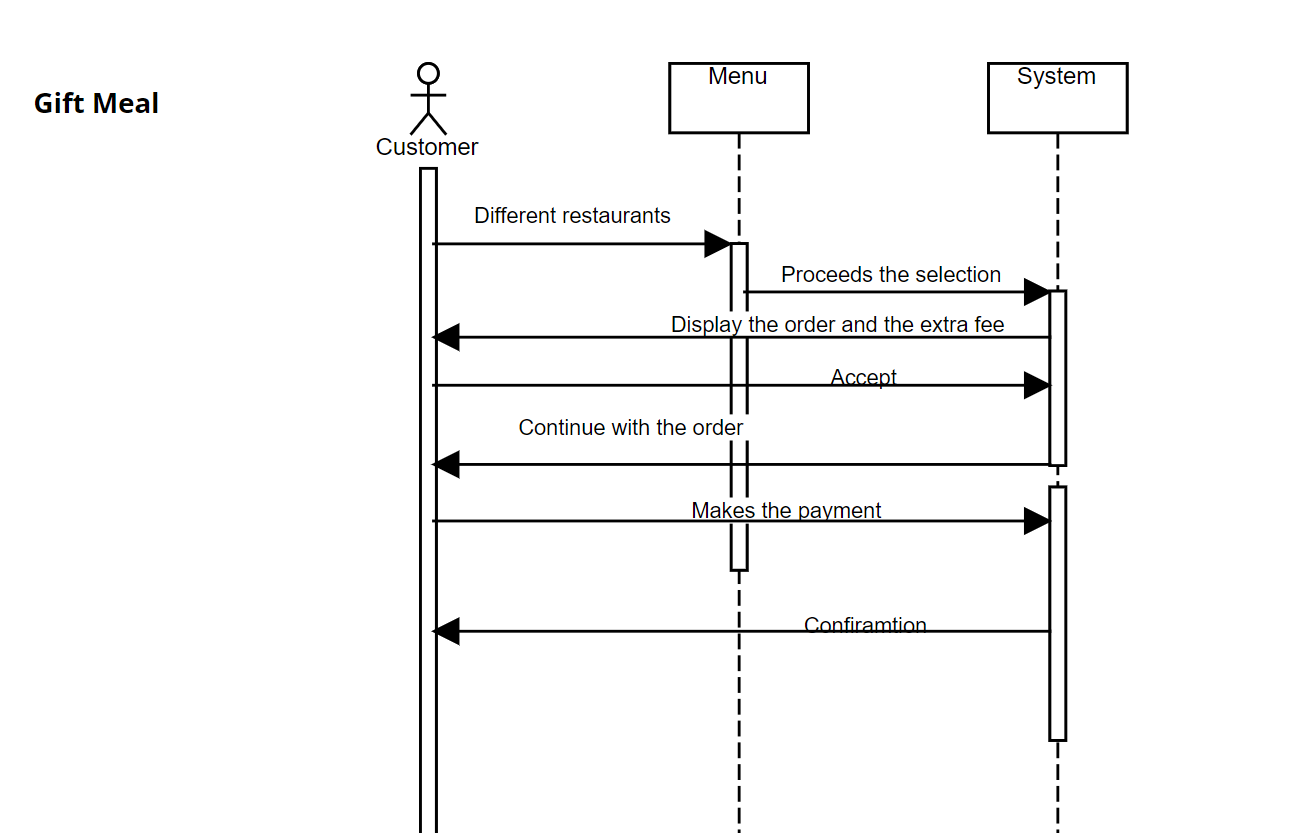 Gift Meal
Customer
Menu
System
Different restaurants
Proceeds the selection
Display the order and the extra fee
Accept
Continue with the order
Makes the payment
Confiramtion